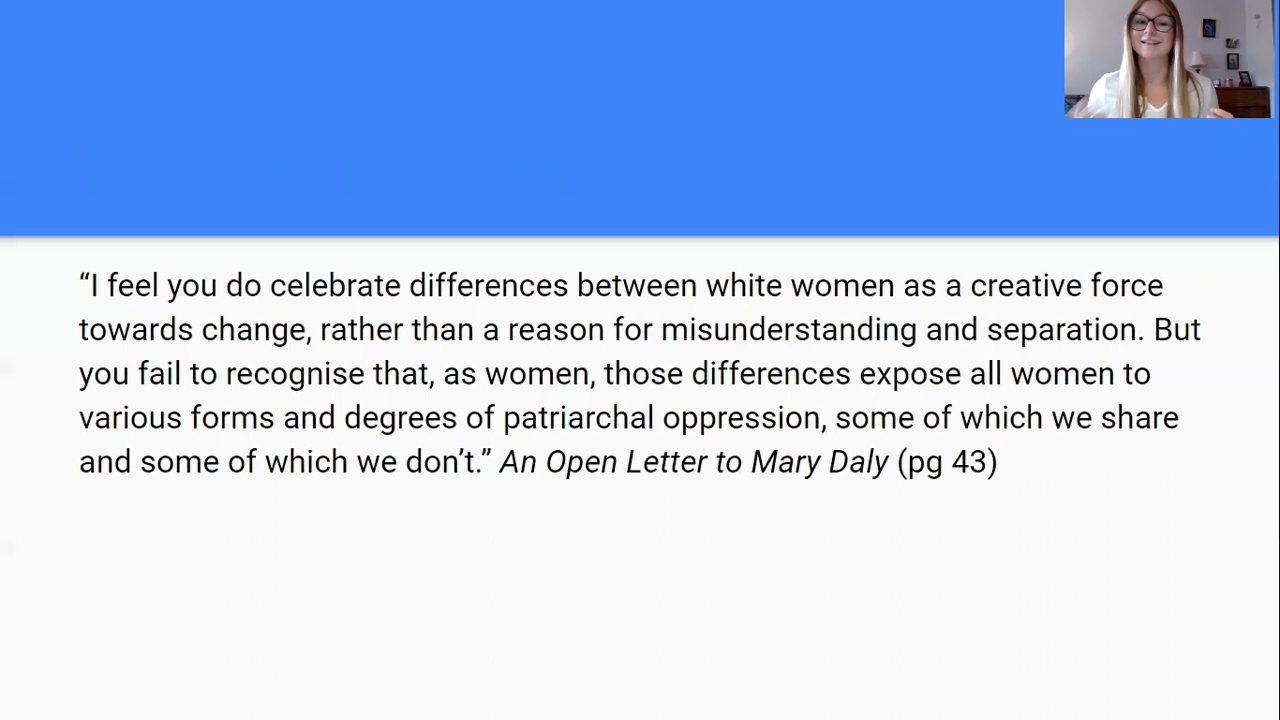 “I feel you do celebrate differences between white women as a creative force
towards change, rather than a reason for misunderstanding and separation. But
you fail to recognise that, as women, those differences expose all women to
various forms and degrees of patriarchal oppression, some of which we share
and some of which we don’t.” An Open Letter to Mary Daly (pg 43)